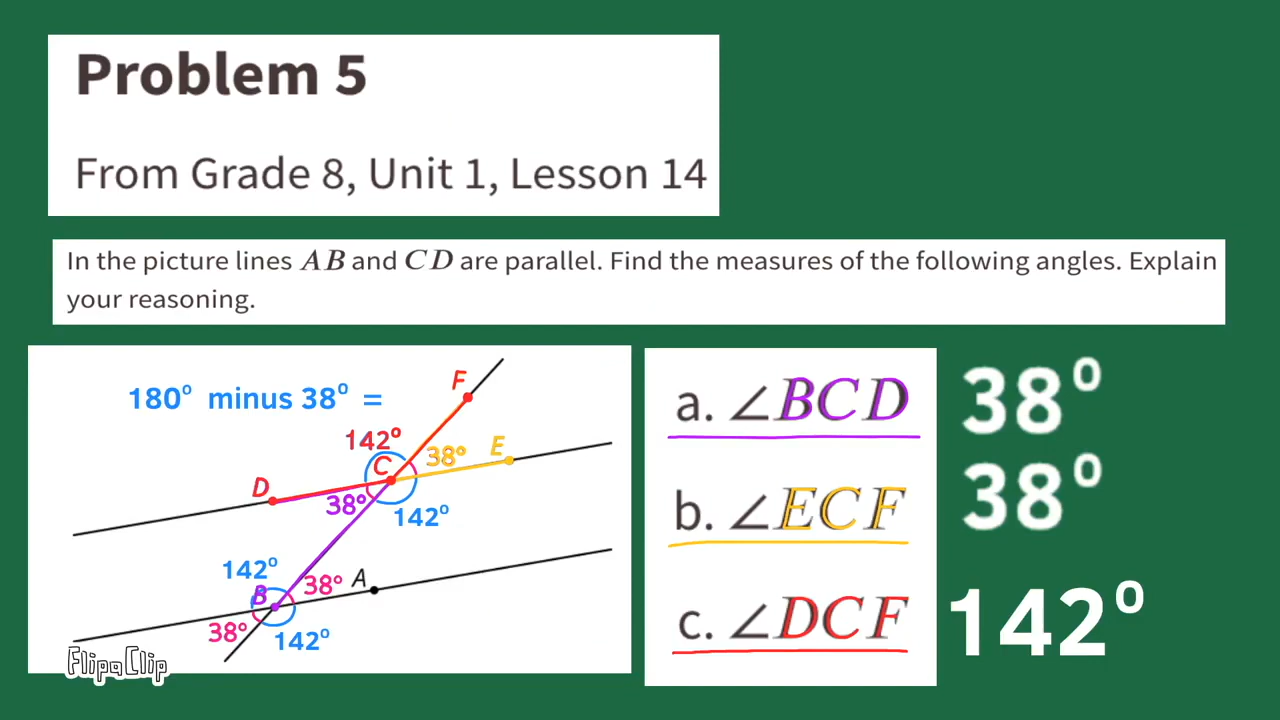 Problem 5
From Grade 8, Unit 1, Lesson 14
In the picture lines AB and CD are parallel. Find the measures of the following angles. Explain
your reasoning.
180° minus 38° =
F
142°
C
38°
E
D
38°
142°
142°
B
38°
A
38°
142°
FlipaClip
a. ∠BCD
38°
b. ∠ECF
38°
c. ∠DCF
142°